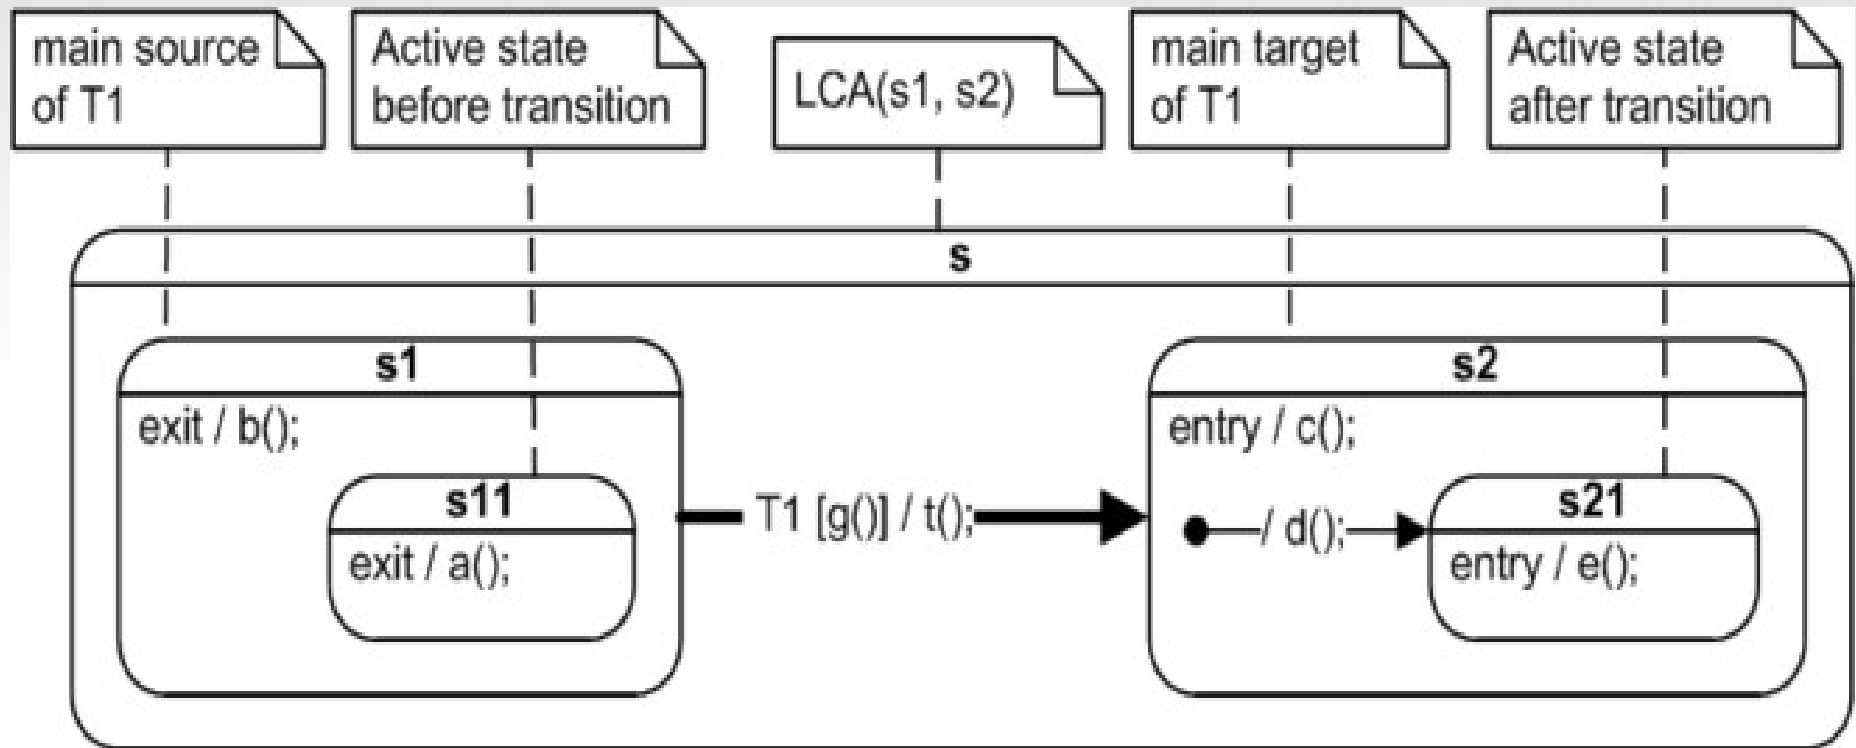 main source
of T1
Active state
before transition
LCA(s1, s2)
main target
of T1
Active state
after transition
s
s1
exit / b();
s11
exit / a();
T1 [g()] / t();
s2
entry / c();
/ d();
s21
entry / e();